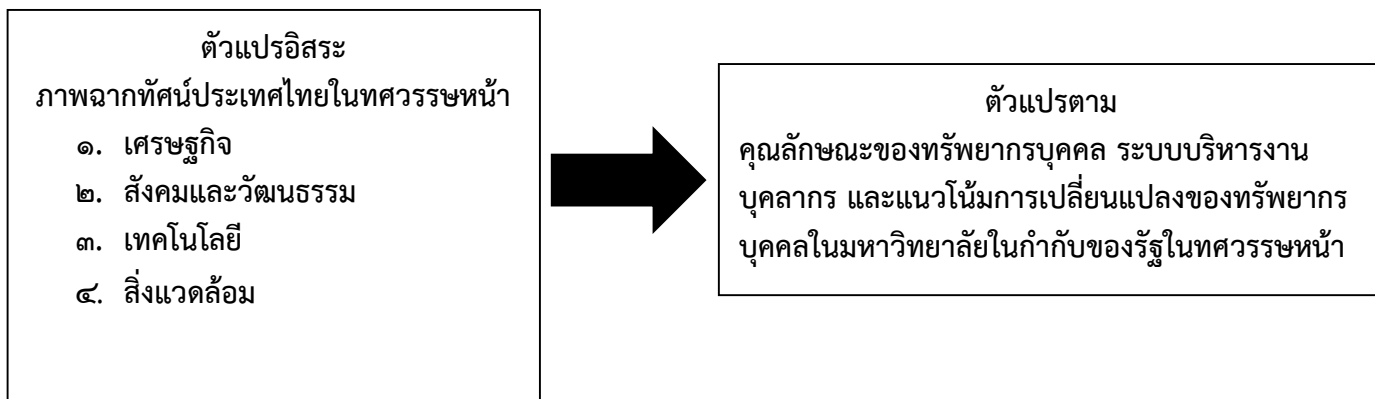 ตัวแปรอิสระ
ภาพฉากทัศน์ประเทศไทยในทศวรรษหน้า
๑. เศรษฐกิจ
๒. สังคมและวัฒนธรรม
๓. เทคโนโลยี
๔. สิ่งแวดล้อม
ตัวแปรตาม
คุณลักษณะของทรัพยากรบุคคล ระบบบริหารงาน
บุคลากร และแนวโน้มการเปลี่ยนแปลงของทรัพยากร
บุคคลในมหาวิทยาลัยในกำกับของรัฐในทศวรรษหน้า